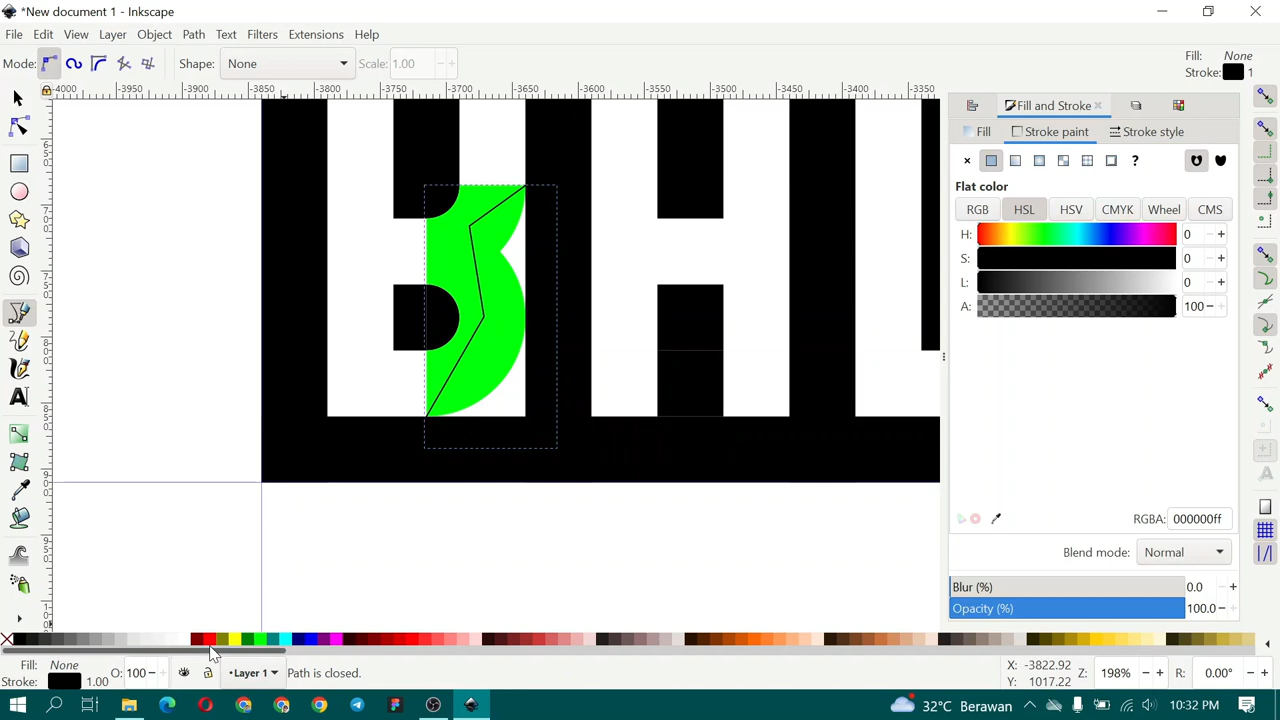 *New document 1 - Inkscape
File Edit View Layer Object Path Text Filters Extensions Help
Mode: Shape: None Scale: 1.00 Fill: None
Stroke: 1
-4000 -3950 -3900 -3850 -3800 -3750 -3700 -3650 -3600 -3550 -3500 -3450 -3400 -3350
Fill and Stroke
Fill Stroke paint Stroke style
?
Flat color
RGB HSL HSV CMYK Wheel CMS
H: 0 − +
S: 0 − +
L: 0 − +
A: 100 − +
RGBA: 000000ff
Blend mode: Normal
Blur (%) 0.0 − +
Opacity (%) 100.0 − +
Fill: None
Stroke: 1.00
O: 100 − +
Layer 1
Path is closed.
X: -3822.92
Y: 1017.22
Z: 198% − +
R: 0.00° − +
32°C Berawan
10:32 PM